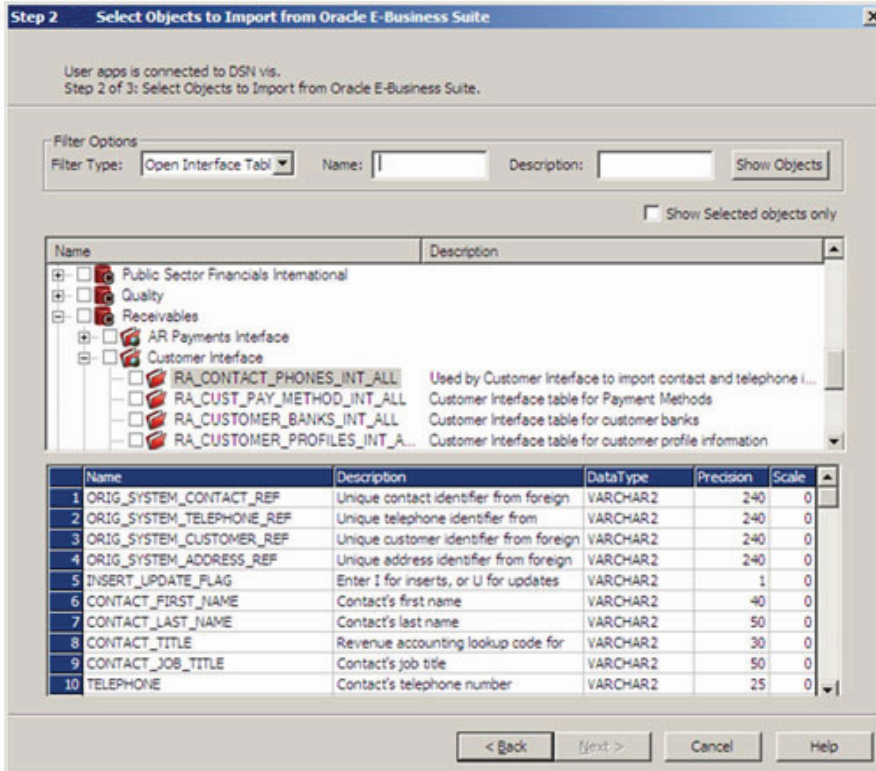 Step 2 Select Objects to Import from Oracle E-Business Suite
User apps is connected to DSN vis.
Step 2 of 3: Select Objects to Import from Oracle E-Business Suite.
Filter Options
Filter Type: Open Interface Tabl Name: Description: Show Objects
Show Selected objects only
Name Description
Public Sector Financials International
Quality
Receivables
AR Payments Interface
Customer Interface
RA_CONTACT_PHONES_INT_ALL Used by Customer Interface to import contact and telephone i...
RA_CUST_PAY_METHOD_INT_ALL Customer Interface table for Payment Methods
RA_CUSTOMER_BANKS_INT_ALL Customer Interface table for customer banks
RA_CUSTOMER_PROFILES_INT_A... Customer Interface table for customer profile information
Name Description DataType Precision Scale
1 ORIG_SYSTEM_CONTACT_REF Unique contact identifier from foreign VARCHAR2 240 0
2 ORIG_SYSTEM_TELEPHONE_REF Unique telephone identifier from VARCHAR2 240 0
3 ORIG_SYSTEM_CUSTOMER_REF Unique customer identifier from foreign VARCHAR2 240 0
4 ORIG_SYSTEM_ADDRESS_REF Unique address identifier from foreign VARCHAR2 240 0
5 INSERT_UPDATE_FLAG Enter I for inserts, or U for updates VARCHAR2 1 0
6 CONTACT_FIRST_NAME Contact's first name VARCHAR2 40 0
7 CONTACT_LAST_NAME Contact's last name VARCHAR2 50 0
8 CONTACT_TITLE Revenue accounting lookup code for VARCHAR2 30 0
9 CONTACT_JOB_TITLE Contact's job title VARCHAR2 50 0
10 TELEPHONE Contact's telephone number VARCHAR2 25 0
< Back Next > Cancel Help